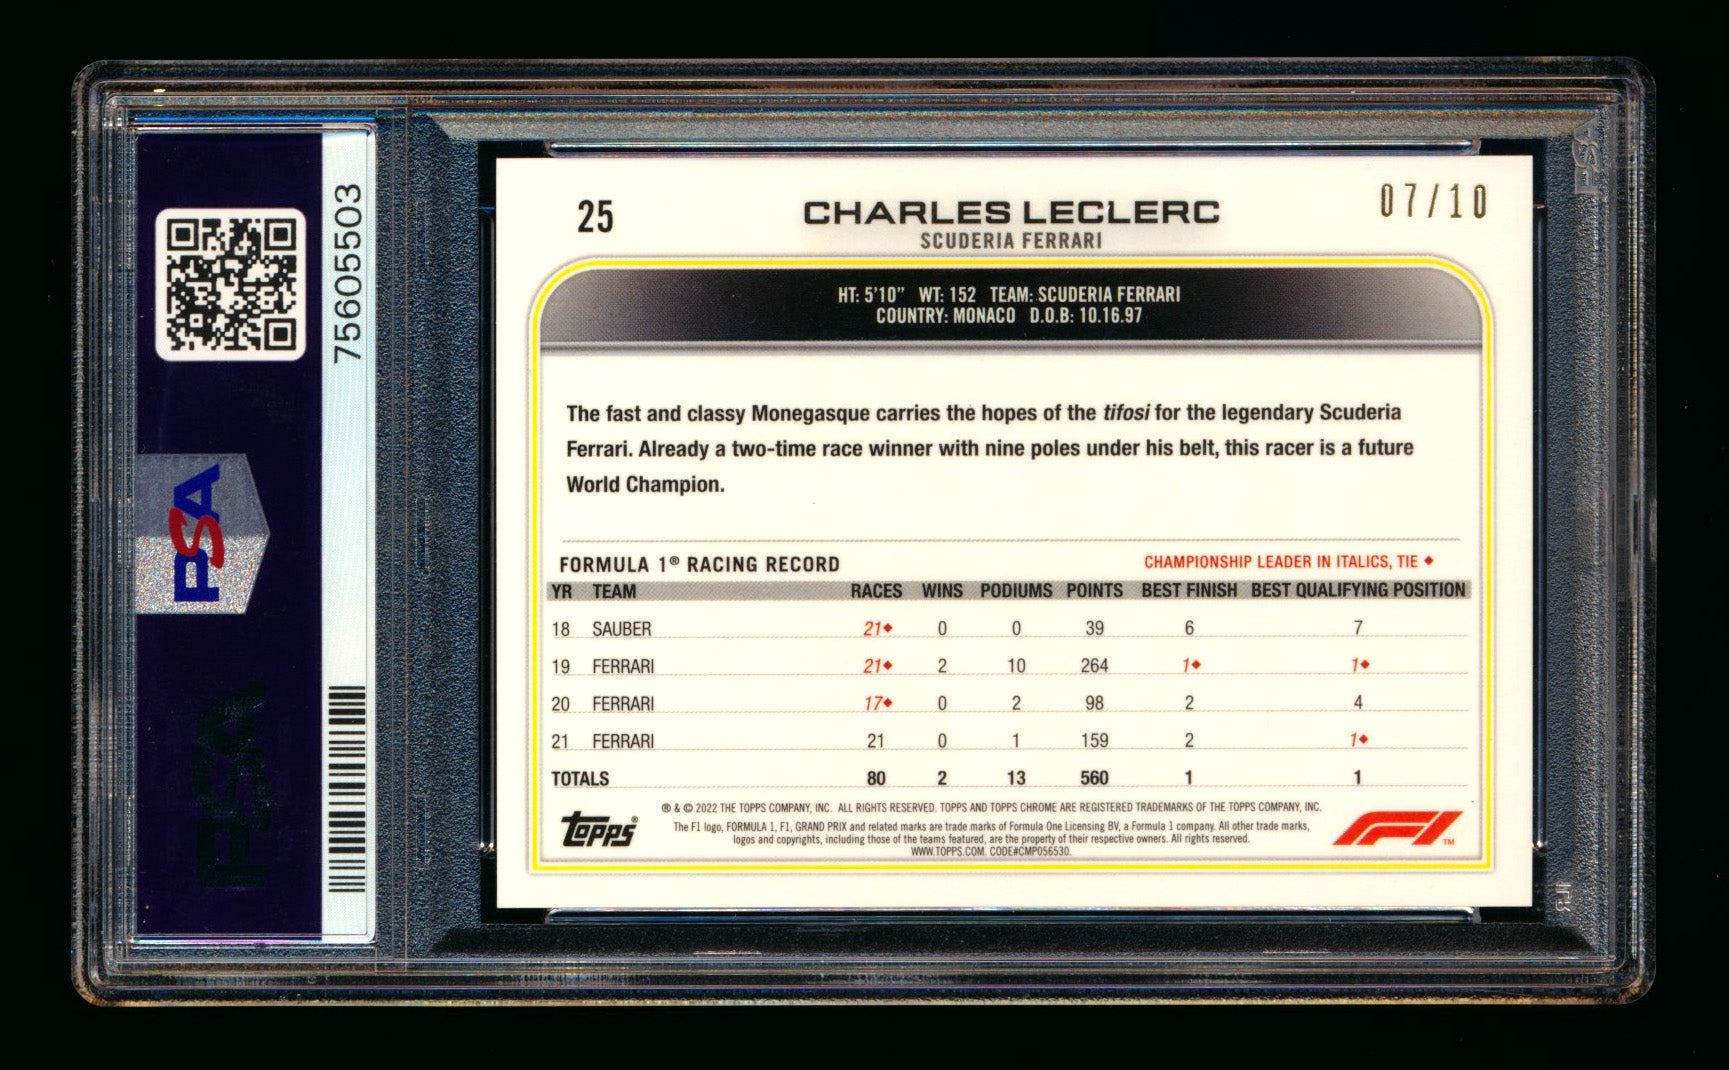 75605503
PSA
PSA
25
CHARLES LECLERC
07/10
SCUDERIA FERRARI
HT: 5'10" WT: 152 TEAM: SCUDERIA FERRARI
COUNTRY: MONACO D.O.B: 10.16.97
The fast and classy Monegasque carries the hopes of the tifosi for the legendary Scuderia
Ferrari. Already a two-time race winner with nine poles under his belt, this racer is a future
World Champion.
FORMULA 1® RACING RECORD CHAMPIONSHIP LEADER IN ITALICS, TIE ♦
YR TEAM RACES WINS PODIUMS POINTS BEST FINISH BEST QUALIFYING POSITION
18 SAUBER 21♦ 0 0 39 6 7
19 FERRARI 21♦ 2 10 264 1♦ 1♦
20 FERRARI 17♦ 0 2 98 2 4
21 FERRARI 21 0 1 159 2 1♦
TOTALS 80 2 13 560 1 1
® & © 2022 THE TOPPS COMPANY, INC. ALL RIGHTS RESERVED. TOPPS AND TOPPS CHROME ARE REGISTERED TRADEMARKS OF THE TOPPS COMPANY, INC.
The F1 logo, FORMULA 1, F1, GRAND PRIX and related marks are trade marks of Formula One Licensing BV, a Formula 1 company. All other trade marks,
logos and copyrights, including those of the teams featured, are the property of their respective owners. All rights reserved.
WWW.TOPPS.COM. CODE#CMP056530.
Topps®
F1™
PSA